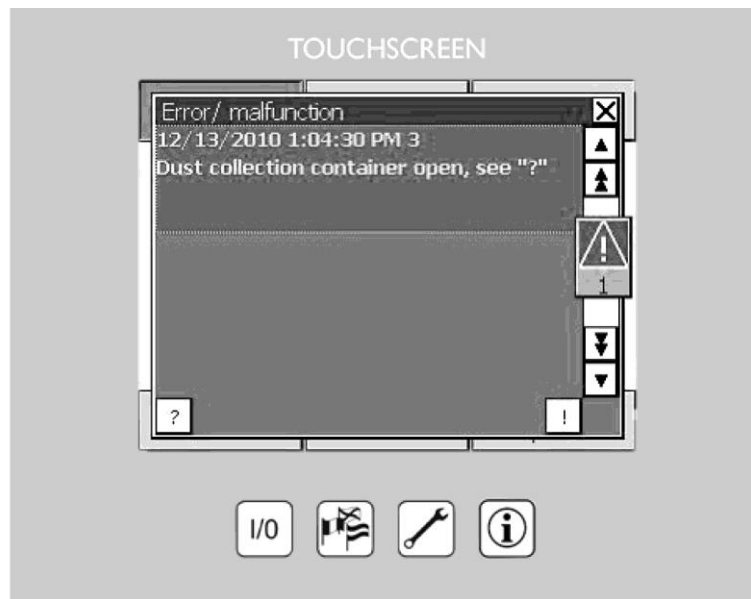 TOUCHSCREEN
Error/ malfunction
12/13/2010 1:04:30 PM 3
Dust collection container open, see "?"
1
?
!
I/0